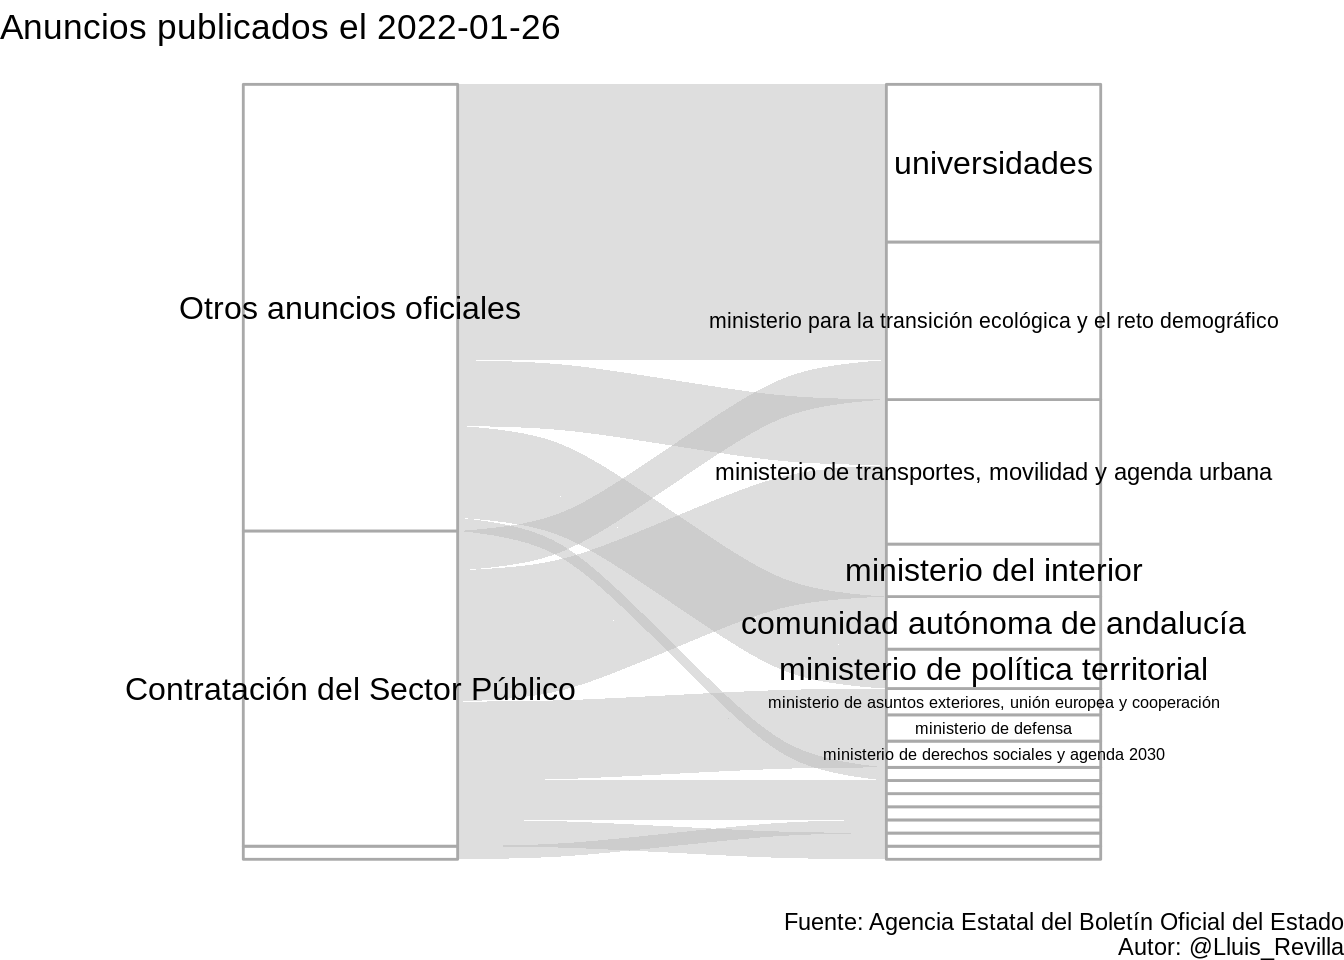 Anuncios publicados el 2022-01-26
Otros anuncios oficiales
Contratación del Sector Público
universidades
ministerio para la transición ecológica y el reto demográfico
ministerio de transportes, movilidad y agenda urbana
ministerio del interior
comunidad autónoma de andalucía
ministerio de política territorial
ministerio de asuntos exteriores, unión europea y cooperación
ministerio de defensa
ministerio de derechos sociales y agenda 2030
Fuente: Agencia Estatal del Boletín Oficial del Estado
Autor: @Lluis_Revilla